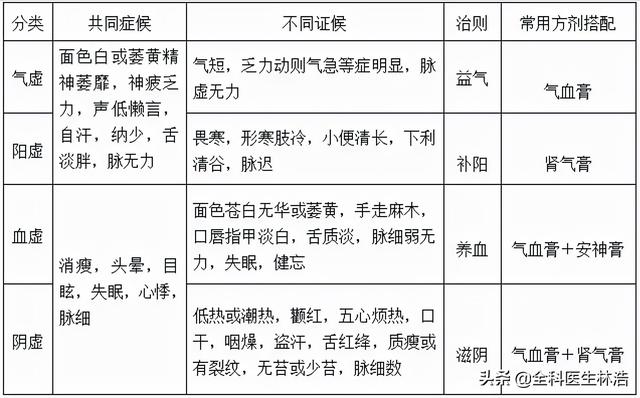 分类 共同症候 不同证候 治则 常用方剂搭配
气虚
面色白或萎黄精
神萎靡，神疲乏
力，声低懒言，
自汗，纳少，舌
淡胖，脉无力
气短，乏力动则气急等症明显，脉
虚无力
益气
气血膏
阳虚
畏寒，形寒肢冷，小便清长，下利
清谷，脉迟
补阳
肾气膏
血虚
消瘦，头晕，目
眩，失眠，心悸，
脉细
面色苍白无华或萎黄，手走麻木，
口唇指甲淡白，舌质淡，脉细弱无
力，失眠，健忘
养血
气血膏＋安神膏
阴虚
低热或潮热，颧红，五心烦热，口
干，咽燥，盗汗，舌红绛，质瘦或
有裂纹，无苔或少苔，脉细数
滋阴
气血膏＋肾气膏
头条@全科医生林浩